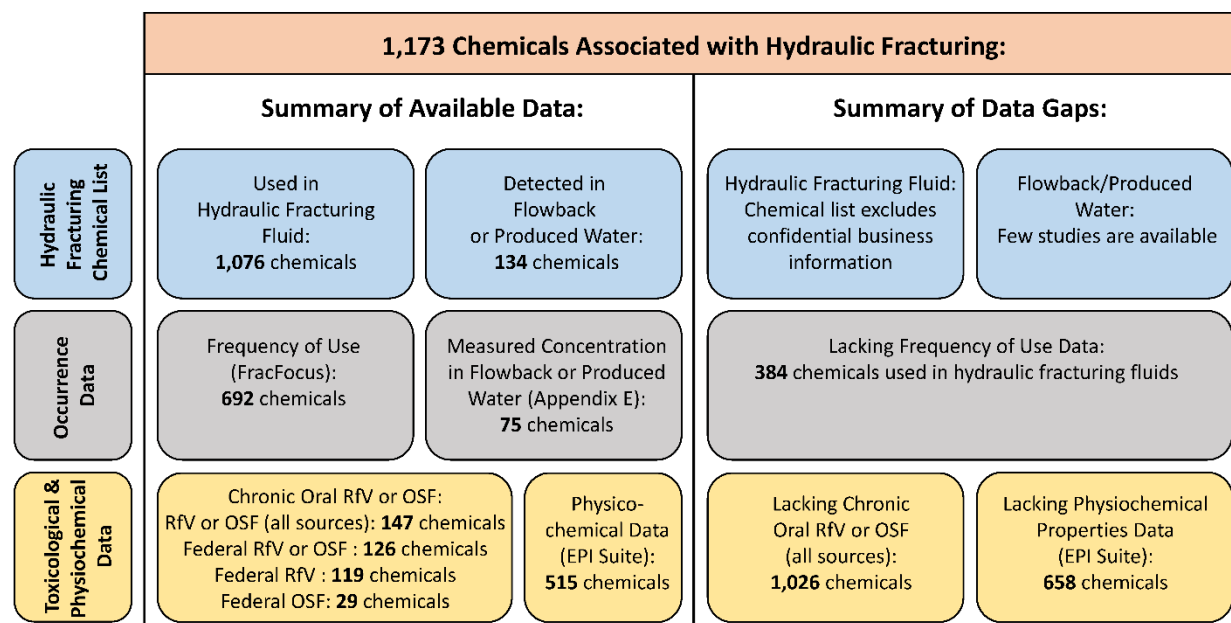 1,173 Chemicals Associated with Hydraulic Fracturing:
Summary of Available Data:
Summary of Data Gaps:
Hydraulic
Fracturing
Chemical List
Used in
Hydraulic Fracturing
Fluid:
1,076 chemicals
Detected in
Flowback
or Produced Water:
134 chemicals
Hydraulic Fracturing Fluid:
Chemical list excludes
confidential business
information
Flowback/Produced
Water:
Few studies are available
Occurrence
Data
Frequency of Use
(FracFocus):
692 chemicals
Measured Concentration
in Flowback or Produced
Water (Appendix E):
75 chemicals
Lacking Frequency of Use Data:
384 chemicals used in hydraulic fracturing fluids
Toxicological &
Physiochemical
Data
Chronic Oral RfV or OSF:
RfV or OSF (all sources): 147 chemicals
Federal RfV or OSF : 126 chemicals
Federal RfV : 119 chemicals
Federal OSF: 29 chemicals
Physico-
chemical Data
(EPI Suite):
515 chemicals
Lacking Chronic
Oral RfV or OSF
(all sources):
1,026 chemicals
Lacking Physiochemical
Properties Data
(EPI Suite):
658 chemicals